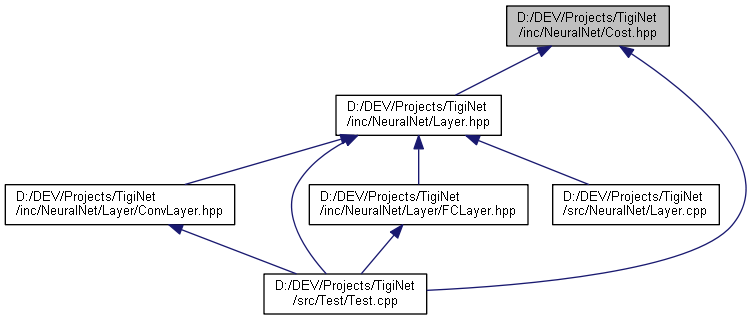 D:/DEV/Projects/TigiNet
/inc/NeuralNet/Cost.hpp
D:/DEV/Projects/TigiNet
/inc/NeuralNet/Layer.hpp
D:/DEV/Projects/TigiNet
/inc/NeuralNet/Layer/ConvLayer.hpp
D:/DEV/Projects/TigiNet
/inc/NeuralNet/Layer/FCLayer.hpp
D:/DEV/Projects/TigiNet
/src/NeuralNet/Layer.cpp
D:/DEV/Projects/TigiNet
/src/Test/Test.cpp